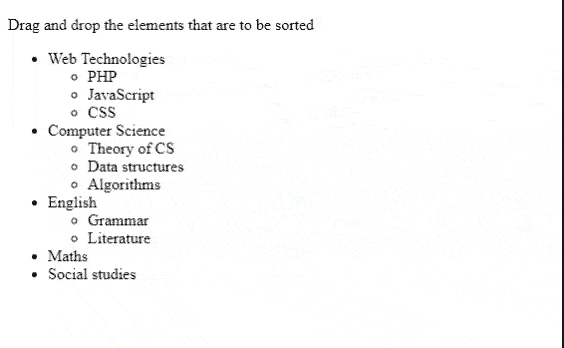 Drag and drop the elements that are to be sorted
Web Technologies
PHP
JavaScript
CSS
Computer Science
Theory of CS
Data structures
Algorithms
English
Grammar
Literature
Maths
Social studies